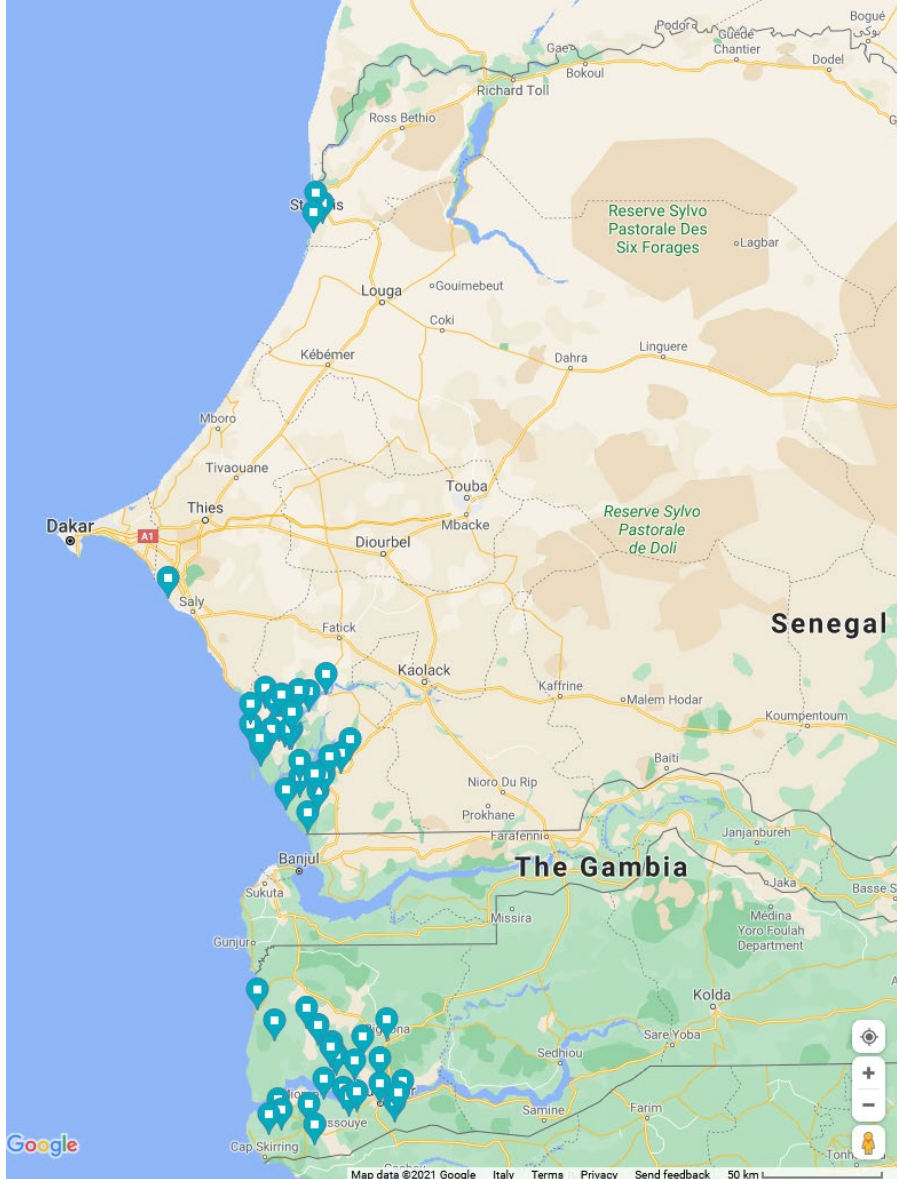 Bogué
بوكي
Podor
Guede
Chantier
Gae
Bokoul
Dodel
Richard Toll
Ross Bethio
Reserve Sylvo
Pastorale Des
Six Forages
Lagbar
Louga
Gouimebeut
Coki
Kébémer
Dahra
Linguere
Mboro
Tivaouane
Touba
Thies
Mbacke
Reserve Sylvo
Pastorale
de Doli
Dakar
A1
Diourbel
Saly
Senegal
Fatick
Kaolack
Kaffrine
Malem Hodar
Koumpentoum
Baiti
Nioro Du Rip
Prokhane
Farafenni
Janjanbureh
Banjul
The Gambia
Jaka
Basse S
Sukuta
Missira
Médina
Yoro Foulah
Department
Gunjur
Kolda
Sare Yoba
Sedhiou
Samine
Farim
Cap Skirring
Google
Map data ©2021 Google Italy Terms Privacy Send feedback 50 km